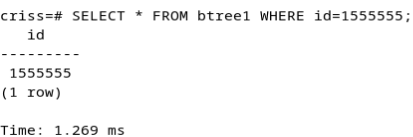 criss=# SELECT * FROM btree1 WHERE id=1555555;
   id
---------
 1555555
(1 row)

Time: 1.269 ms